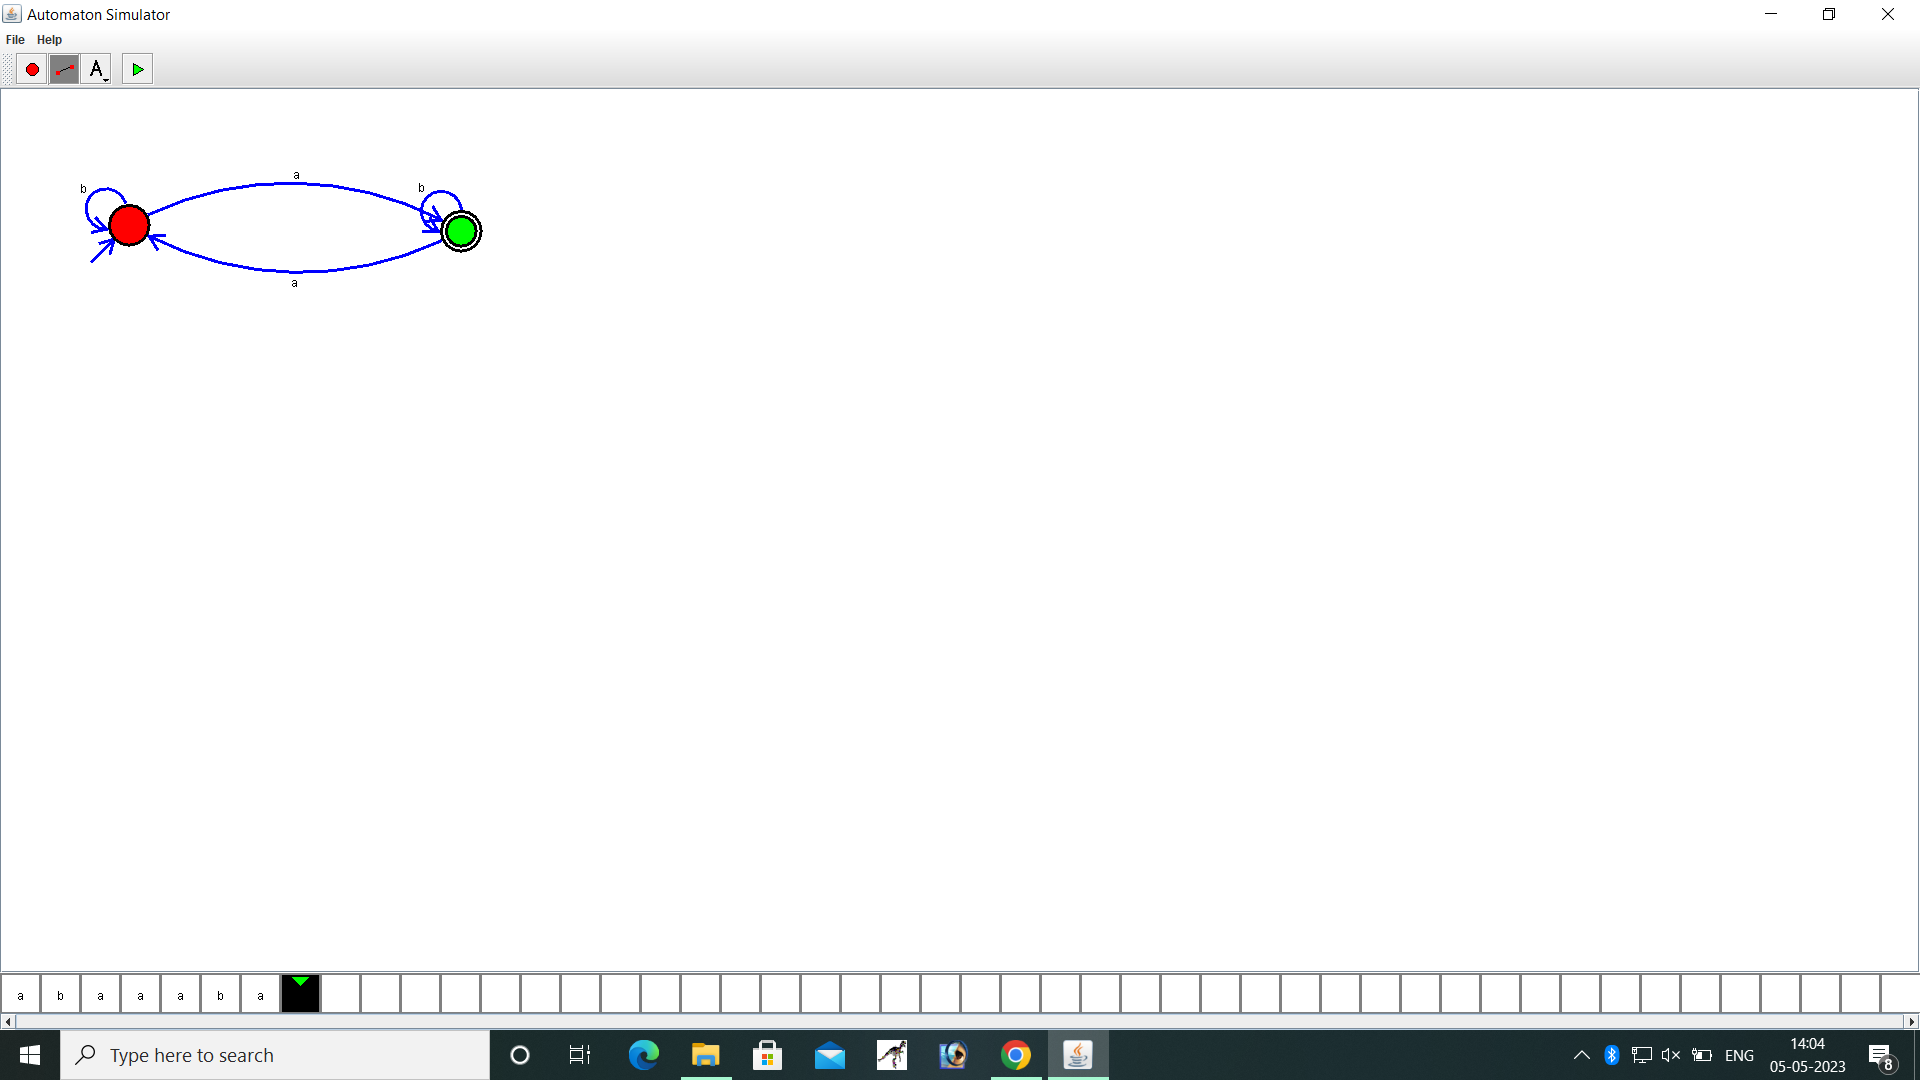 Automaton Simulator
File Help
A
a
b
b
a
a b a a a b a
Type here to search
ENG
14:04
05-05-2023
8